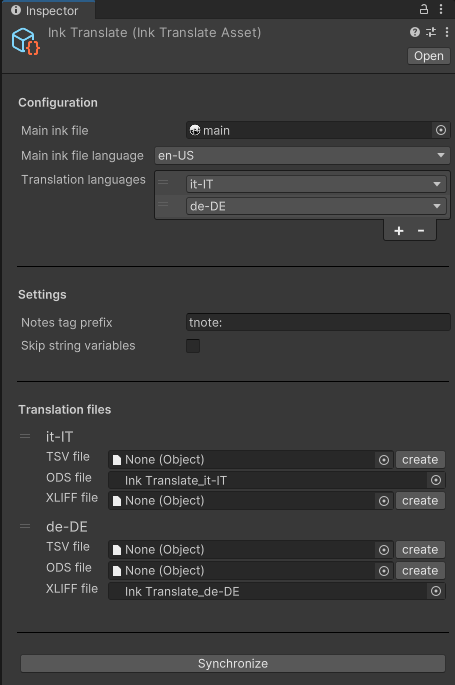 Inspector
Ink Translate (Ink Translate Asset)
Open
Configuration
Main ink file
main
Main ink file language
en-US
Translation languages
it-IT
de-DE
+ -
Settings
Notes tag prefix
tnote:
Skip string variables
Translation files
it-IT
TSV file
None (Object)
create
ODS file
Ink Translate_it-IT
XLIFF file
None (Object)
create
de-DE
TSV file
None (Object)
create
ODS file
None (Object)
create
XLIFF file
Ink Translate_de-DE
Synchronize